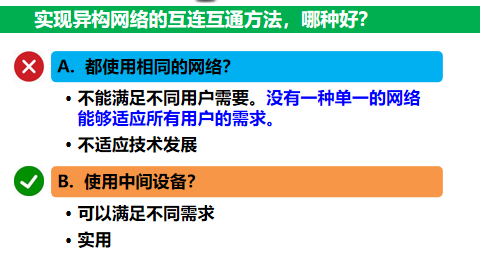 实现异构网络的互连互通方法，哪种好？
A. 都使用相同的网络？
• 不能满足不同用户需要。没有一种单一的网络
能够适应所有用户的需求。
• 不适应技术发展
B. 使用中间设备？
• 可以满足不同需求
• 实用